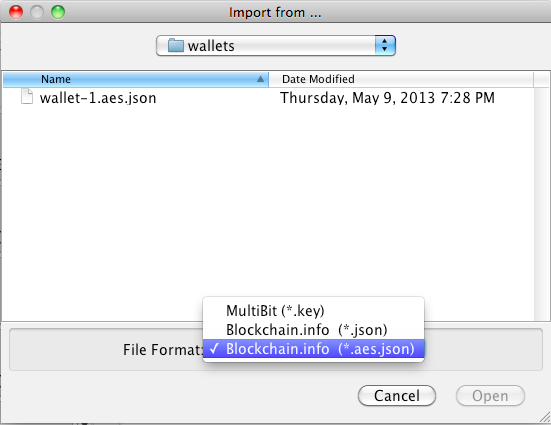 Import from ...
wallets
Name Date Modified
wallet-1.aes.json Thursday, May 9, 2013 7:28 PM
MultiBit (*.key)
Blockchain.info (*.json)
File Format: ✓ Blockchain.info (*.aes.json)
Cancel Open